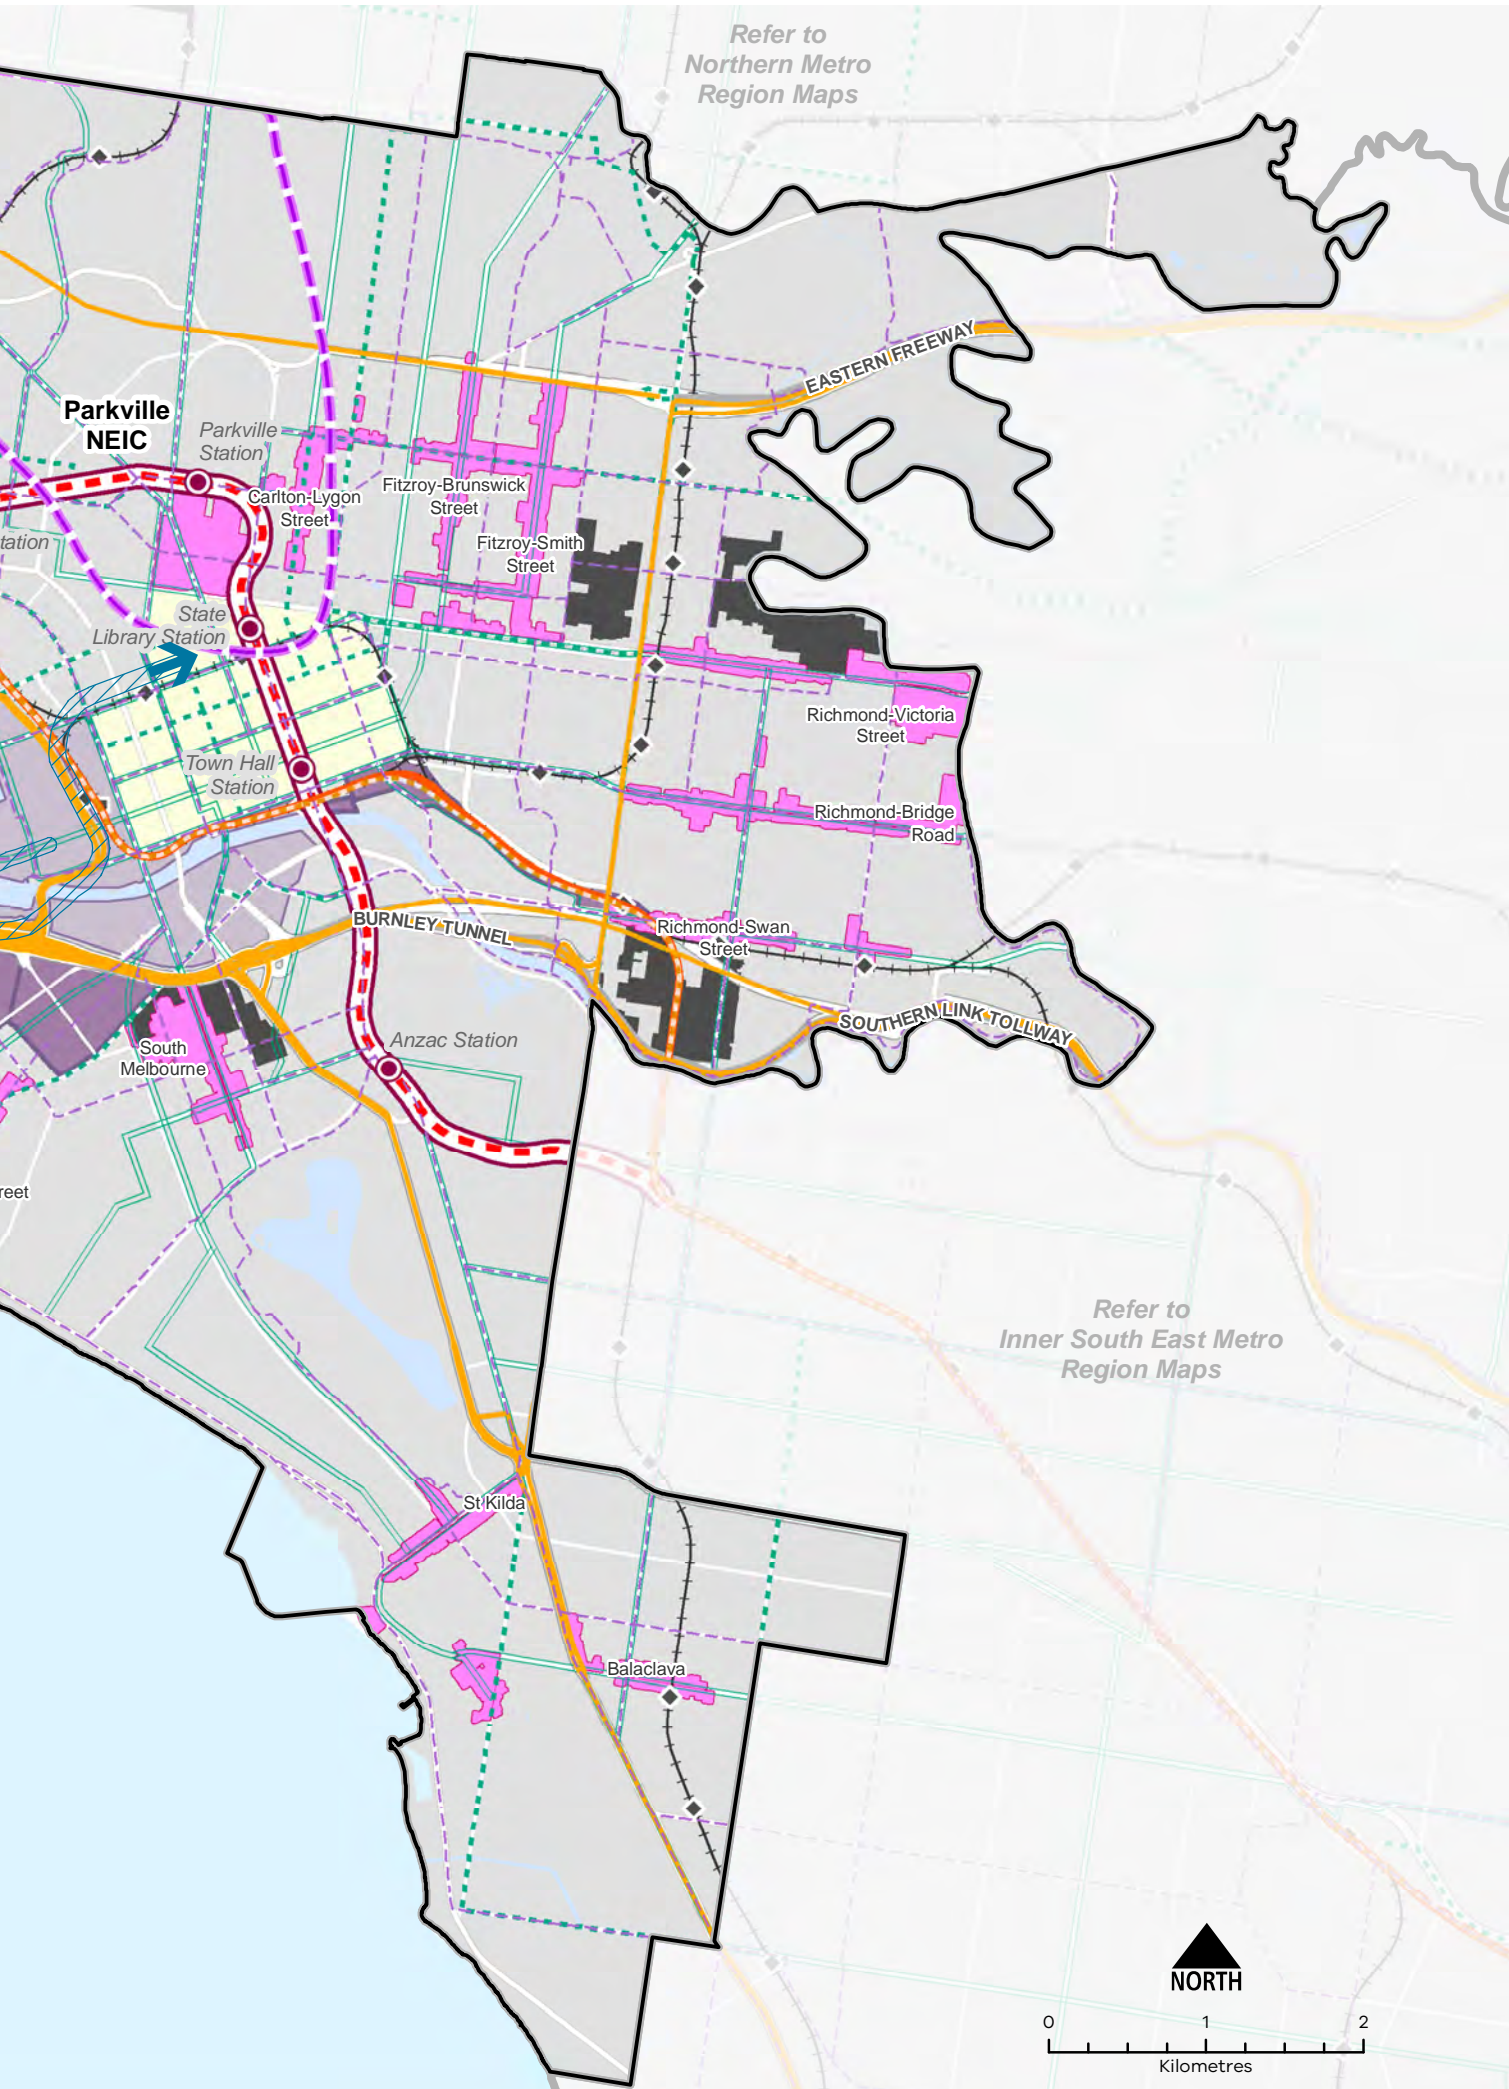 Refer to
Northern Metro
Region Maps
EASTERN FREEWAY
Parkville
NEIC
Parkville
Station
Carlton-Lygon
Street
Fitzroy-Brunswick
Street
Fitzroy-Smith
Street
tation
State
Library Station
Richmond-Victoria
Street
Town Hall
Station
Richmond-Bridge
Road
BURNLEY TUNNEL
Richmond-Swan
Street
SOUTHERN LINK TOLLWAY
South
Melbourne
Anzac Station
reet
Refer to
Inner South East Metro
Region Maps
St Kilda
Balaclava
NORTH
0 1 2
Kilometres